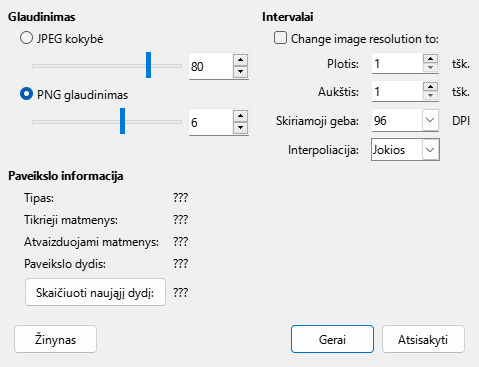 Glaudinimas
JPEG kokybė
80
PNG glaudinimas
6
Intervalai
Change image resolution to:
Plotis: 1 tšk.
Aukštis: 1 tšk.
Skiriamoji geba: 96 DPI
Interpoliacija: Jokios
Paveikslo informacija
Tipas: ???
Tikrieji matmenys: ???
Atvaizduojami matmenys: ???
Paveikslo dydis: ???
Skaičiuoti naująjį dydį: ???
Žinynas
Gerai
Atsisakyti